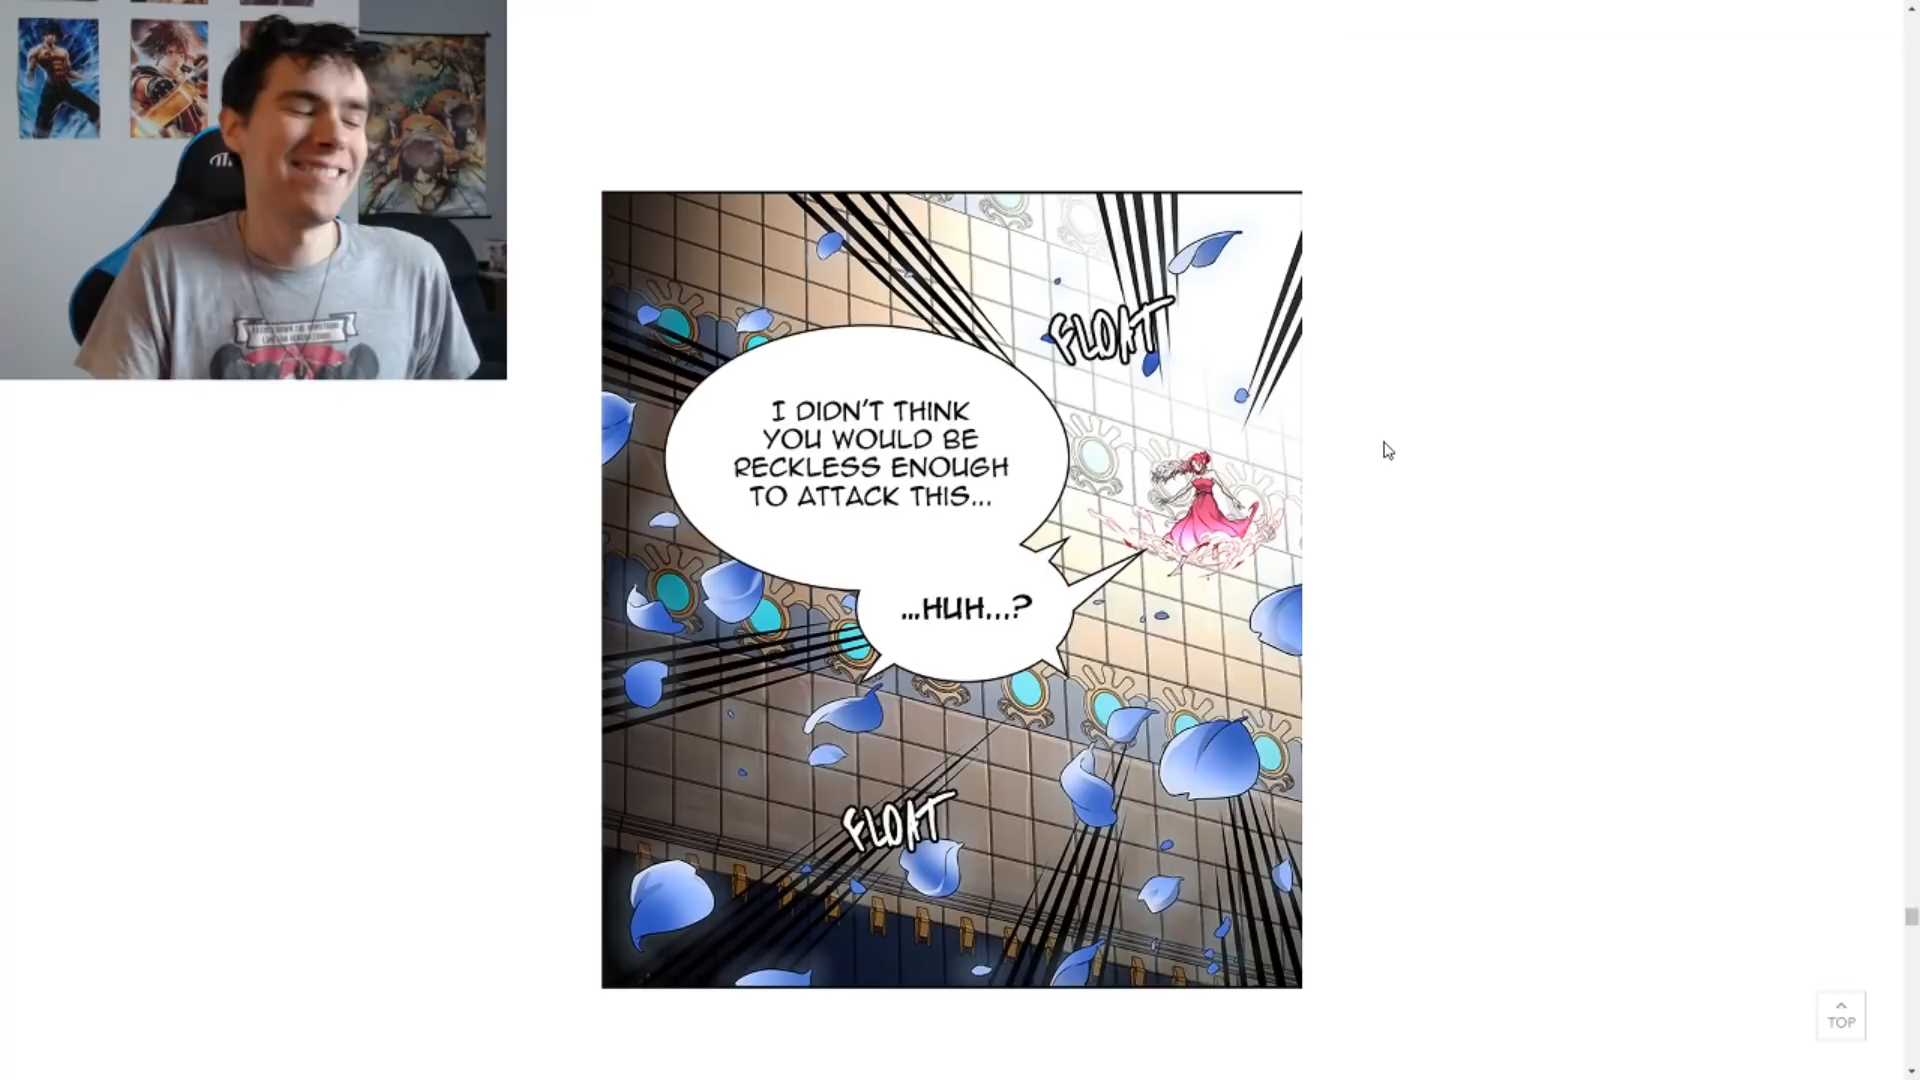 FLOAT
I DIDN'T THINK
YOU WOULD BE
RECKLESS ENOUGH
TO ATTACK THIS...
...HUH...?
FLOAT
TOP